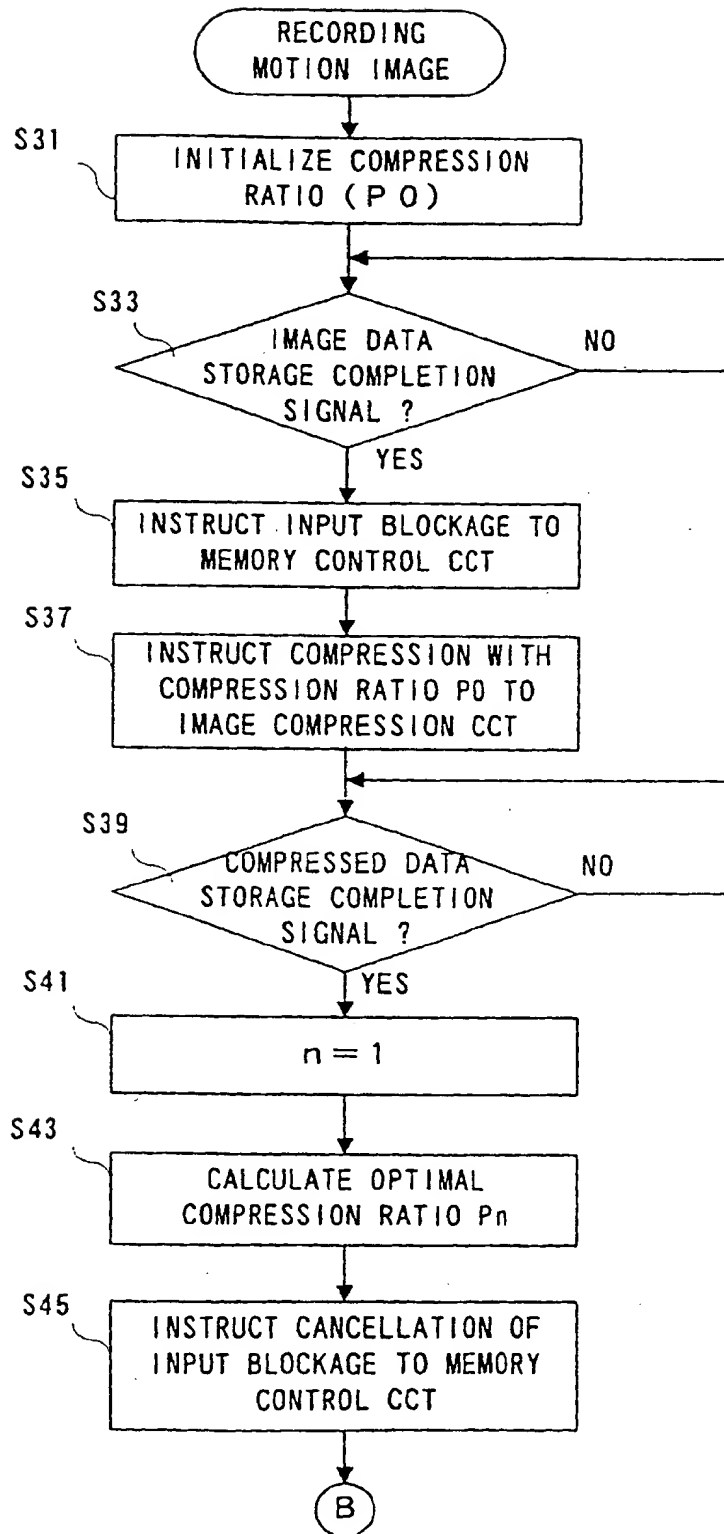 RECORDING
MOTION IMAGE
S31
INITIALIZE COMPRESSION
RATIO (P0)
S33
IMAGE DATA
STORAGE COMPLETION
SIGNAL ?
NO
YES
S35
INSTRUCT INPUT BLOCKAGE TO
MEMORY CONTROL CCT
S37
INSTRUCT COMPRESSION WITH
COMPRESSION RATIO P0 TO
IMAGE COMPRESSION CCT
S39
COMPRESSED DATA
STORAGE COMPLETION
SIGNAL ?
NO
YES
S41
n=1
S43
CALCULATE OPTIMAL
COMPRESSION RATIO Pn
S45
INSTRUCT CANCELLATION OF
INPUT BLOCKAGE TO MEMORY
CONTROL CCT
B